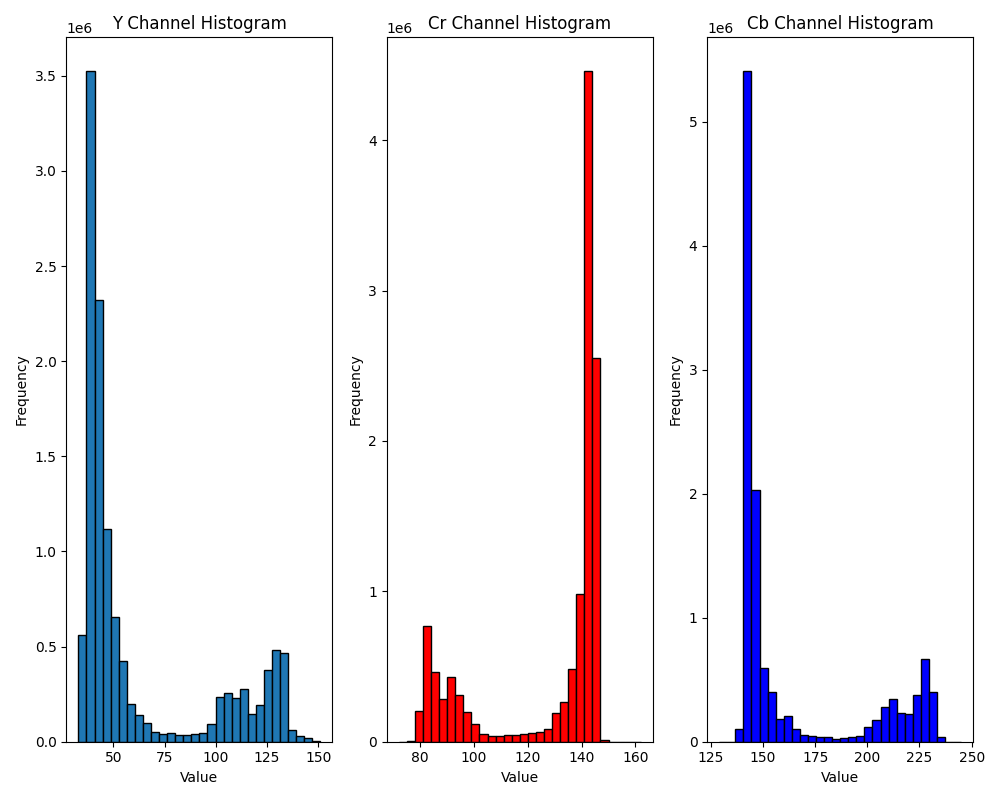 Y Channel Histogram
1e6
3.5
3.0
2.5
2.0
1.5
1.0
0.5
0.0
Frequency
50
75
100
125
150
Value
Cr Channel Histogram
1e6
4
3
2
1
0
Frequency
80
100
120
140
160
Value
Cb Channel Histogram
1e6
5
4
3
2
1
0
Frequency
125
150
175
200
225
250
Value